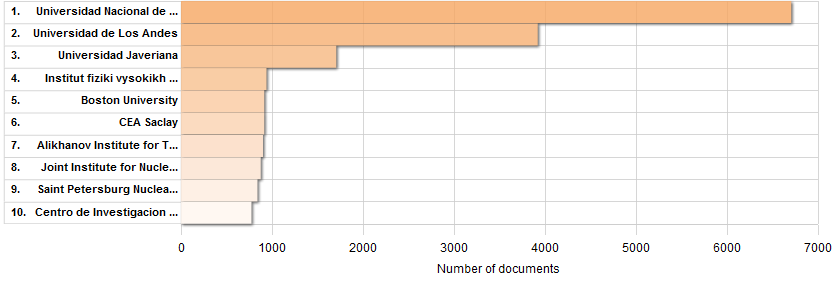 1. Universidad Nacional de ...
2. Universidad de Los Andes
3. Universidad Javeriana
4. Institut fiziki vysokikh ...
5. Boston University
6. CEA Saclay
7. Alikhanov Institute for T...
8. Joint Institute for Nucle...
9. Saint Petersburg Nuclea...
10. Centro de Investigacion ...
0 1000 2000 3000 4000 5000 6000 7000
Number of documents